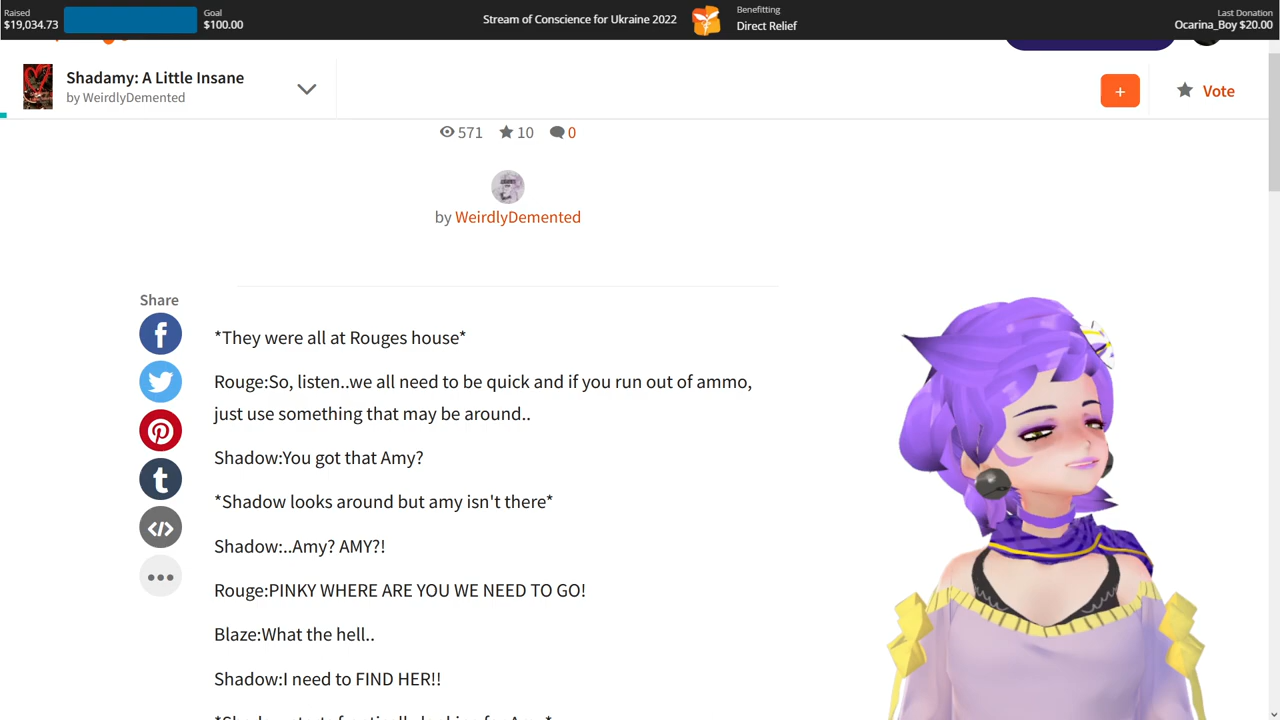 Raised
$19,034.73
Goal
$100.00
Stream of Conscience for Ukraine 2022
Benefitting
Direct Relief
Last Donation
Ocarina_Boy $20.00
Shadamy: A Little Insane
by WeirdlyDemented
+
Vote
571 10 0
by WeirdlyDemented
Share
*They were all at Rouges house*
Rouge:So, listen..we all need to be quick and if you run out of ammo,
just use something that may be around..
Shadow:You got that Amy?
*Shadow looks around but amy isn't there*
Shadow:..Amy? AMY?!
Rouge:PINKY WHERE ARE YOU WE NEED TO GO!
Blaze:What the hell..
Shadow:I need to FIND HER!!